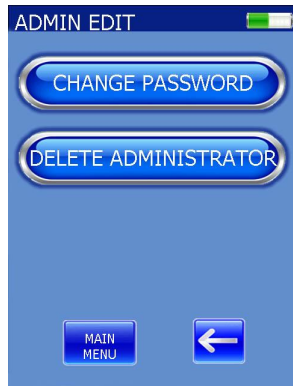 ADMIN EDIT
CHANGE PASSWORD
DELETE ADMINISTRATOR
MAIN
MENU